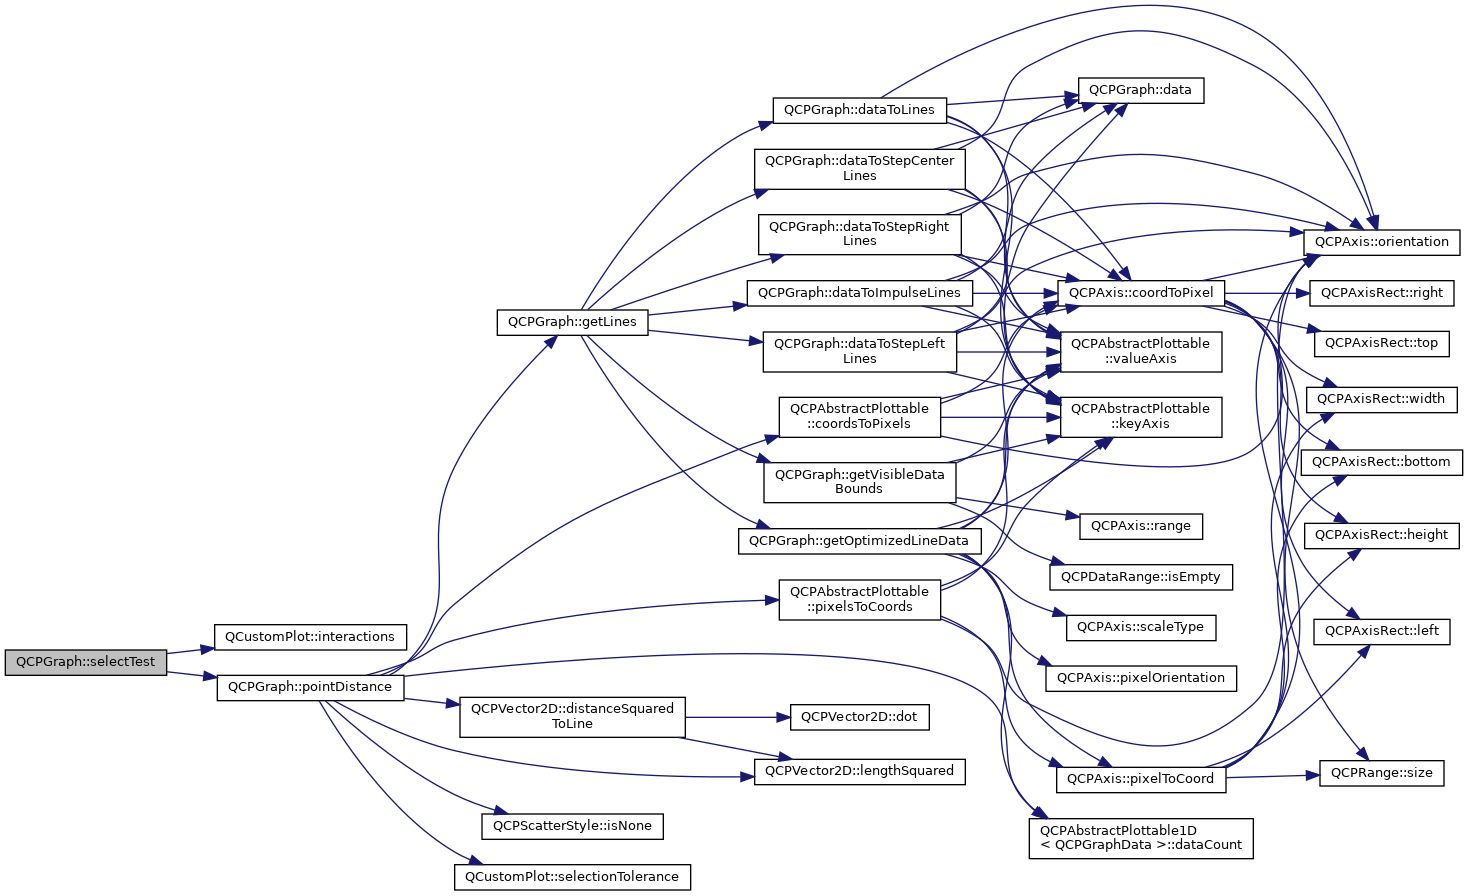 QCPGraph::selectTest
QCustomPlot::interactions
QCPGraph::pointDistance
QCPGraph::getLines
QCPVector2D::distanceSquared
ToLine
QCPScatterStyle::isNone
QCustomPlot::selectionTolerance
QCPGraph::dataToLines
QCPGraph::dataToStepCenter
Lines
QCPGraph::dataToStepRight
Lines
QCPGraph::dataToImpulseLines
QCPGraph::dataToStepLeft
Lines
QCPAbstractPlottable
::coordsToPixels
QCPGraph::getVisibleData
Bounds
QCPGraph::getOptimizedLineData
QCPAbstractPlottable
::pixelsToCoords
QCPVector2D::dot
QCPVector2D::lengthSquared
QCPGraph::data
QCPAxis::coordToPixel
QCPAbstractPlottable
::valueAxis
QCPAbstractPlottable
::keyAxis
QCPAxis::range
QCPDataRange::isEmpty
QCPAxis::scaleType
QCPAxis::pixelOrientation
QCPAxis::pixelToCoord
QCPAbstractPlottable1D
< QCPGraphData >::dataCount
QCPAxis::orientation
QCPAxisRect::right
QCPAxisRect::top
QCPAxisRect::width
QCPAxisRect::bottom
QCPAxisRect::height
QCPAxisRect::left
QCPRange::size